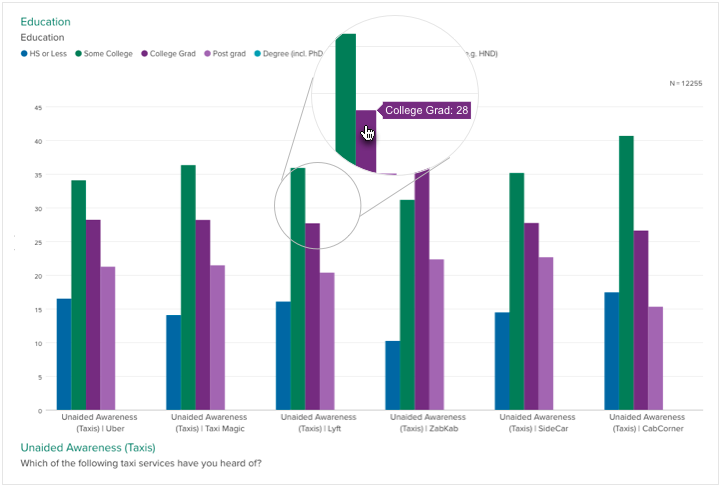 Education
Education
HS or Less Some College College Grad Post grad Degree (incl. PhD e.g. HND)
N = 12255
College Grad: 28
45
40
35
30
25
20
15
10
5
0
Unaided Awareness (Taxis) | Uber
Unaided Awareness (Taxis) | Taxi Magic
Unaided Awareness (Taxis) | Lyft
Unaided Awareness (Taxis) | ZabKab
Unaided Awareness (Taxis) | SideCar
Unaided Awareness (Taxis) | CabCorner
Unaided Awareness (Taxis)
Which of the following taxi services have you heard of?